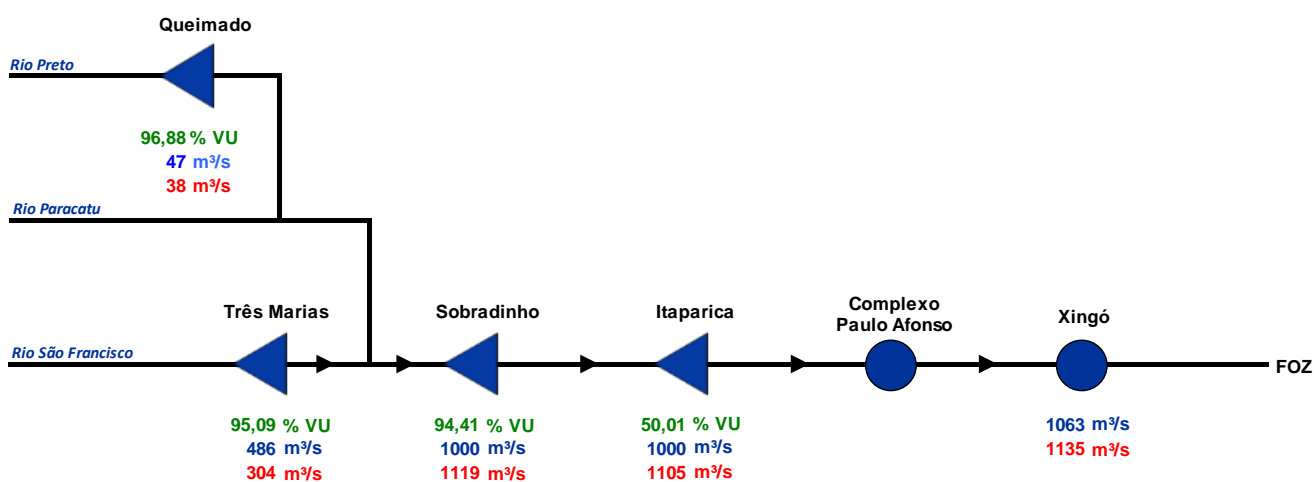 Queimado
Rio Preto
96,88 % VU
47 m³/s
38 m³/s
Rio Paracatu
Três Marias
Sobradinho
Itaparica
Complexo
Paulo Afonso
Xingó
Rio São Francisco
FOZ
95,09 % VU
486 m³/s
304 m³/s
94,41 % VU
1000 m³/s
1119 m³/s
50,01 % VU
1000 m³/s
1105 m³/s
1063 m³/s
1135 m³/s